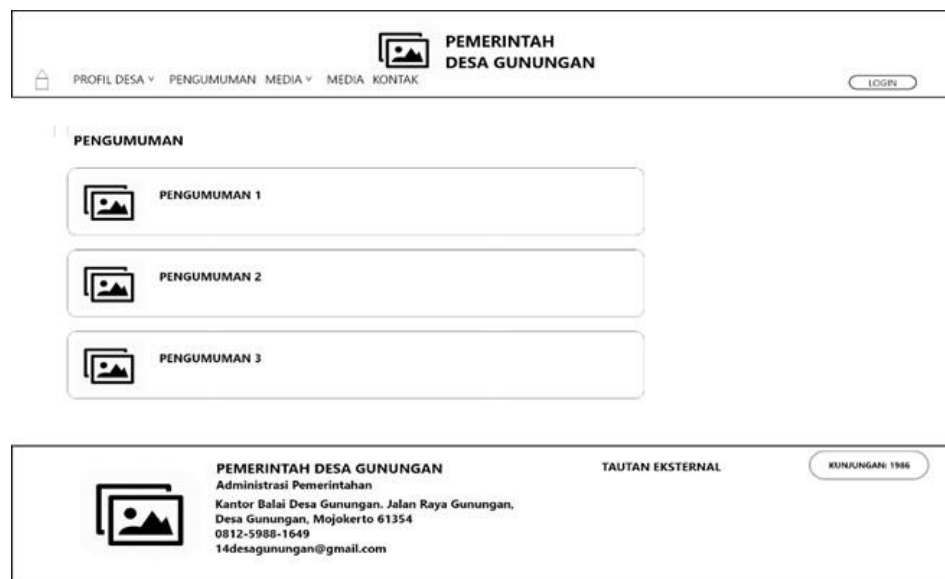 PEMERINTAH
DESA GUNUNGAN
PROFIL DESA PENGUMUMAN MEDIA MEDIA KONTAK
LOGIN
PENGUMUMAN
PENGUMUMAN 1
PENGUMUMAN 2
PENGUMUMAN 3
PEMERINTAH DESA GUNUNGAN
Administrasi Pemerintahan
Kantor Balai Desa Gunungan. Jalan Raya Gunungan,
Desa Gunungan, Mojokerto 61354
0812-5988-1649
14desagunungan@gmail.com
TAUTAN EKSTERNAL
KUNJUNGAN: 1986